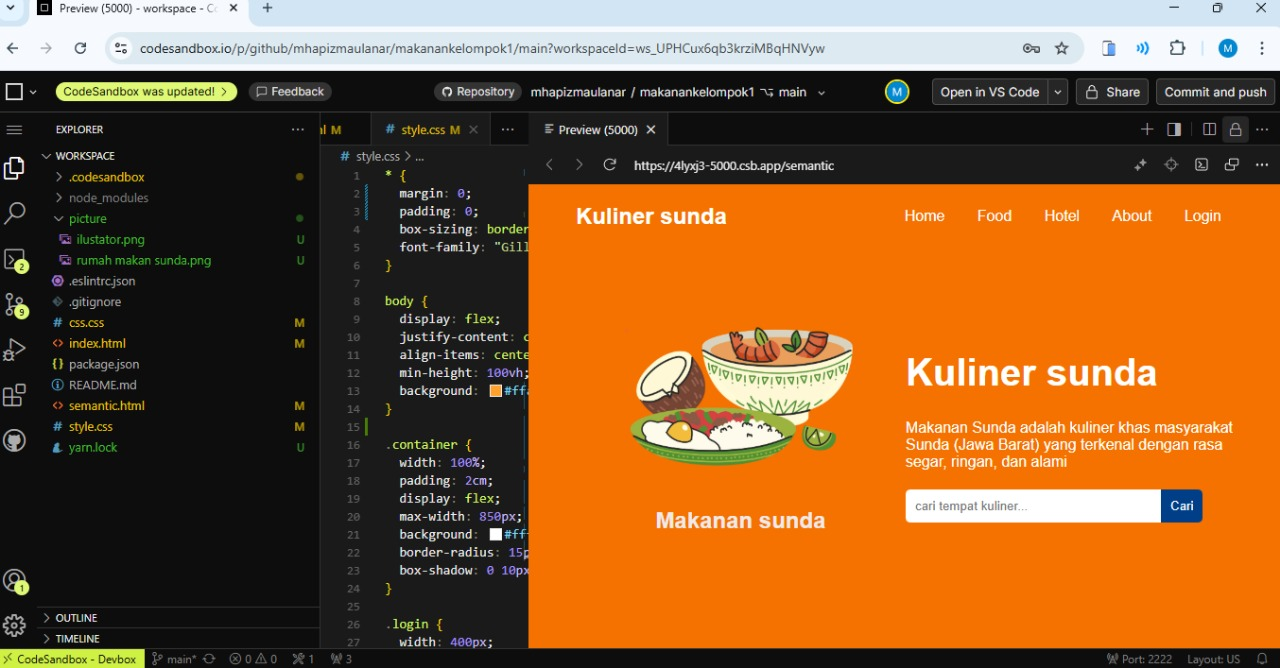 Preview (5000) - workspace - C
codesandbox.io/p/github/mhapizmaulanar/makanankelompok1/main?workspaceId=ws_UPHCux6qb3krziMBqHNVyw
M
CodeSandbox was updated!
Feedback
Repository
mhapizmaulanar / makanankelompok1
main
M
Open in VS Code
Share
Commit and push
EXPLORER
WORKSPACE
.codesandbox
node_modules
picture
ilustator.png U
rumah makan sunda.png U
.eslintrc.json
.gitignore
# css.css M
<> index.html M
{} package.json
README.md
<> semantic.html M
# style.css M
yarn.lock U
2
9
1
OUTLINE
TIMELINE
l M
# style.css M
# style.css > ...
1 * {
2 margin: 0;
3 padding: 0;
4 box-sizing: border
5 font-family: "Gill
6 }
7
8 body {
9 display: flex;
10 justify-content: c
11 align-items: cente
12 min-height: 100vh;
13 background: #ff
14 }
15
16 .container {
17 width: 100%;
18 padding: 2cm;
19 display: flex;
20 max-width: 850px;
21 background: #ff
22 border-radius: 15p
23 box-shadow: 0 10px
24 }
25
26 .login {
27 width: 400px;
Preview (5000)
https://4lyxj3-5000.csb.app/semantic
Kuliner sunda
Home
Food
Hotel
About
Login
Makanan sunda
Kuliner sunda
Makanan Sunda adalah kuliner khas masyarakat
Sunda (Jawa Barat) yang terkenal dengan rasa
segar, ringan, dan alami
cari tempat kuliner...
Cari
CodeSandbox - Devbox
main*
0
0
1
3
Port: 2222
Layout: US